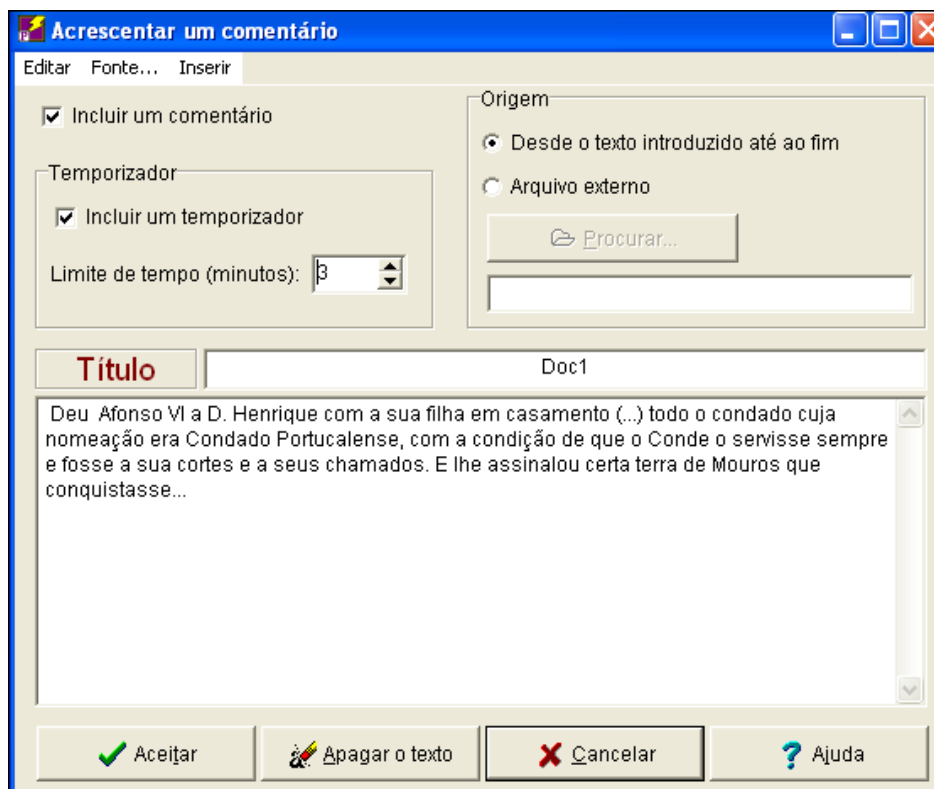 Acrescentar um comentário
Editar Fonte... Inserir
Incluir um comentário
Temporizador
Incluir um temporizador
Limite de tempo (minutos): 3
Origem
Desde o texto introduzido até ao fim
Arquivo externo
Procurar...
Título
Doc1
Deu Afonso VI a D. Henrique com a sua filha em casamento (...) todo o condado cuja
nomeação era Condado Portucalense, com a condição de que o Conde o servisse sempre
e fosse a sua cortes e a seus chamados. E lhe assinalou certa terra de Mouros que
conquistasse...
Aceitar
Apagar o texto
Cancelar
Ajuda